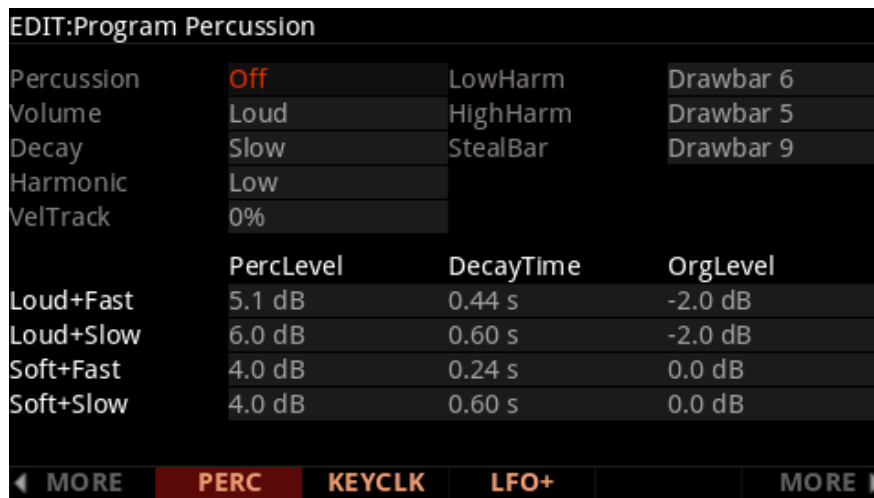 EDIT:Program Percussion
Percussion Off LowHarm Drawbar 6
Volume Loud HighHarm Drawbar 5
Decay Slow StealBar Drawbar 9
Harmonic Low
VelTrack 0%
PercLevel DecayTime OrgLevel
Loud+Fast 5.1 dB 0.44 s -2.0 dB
Loud+Slow 6.0 dB 0.60 s -2.0 dB
Soft+Fast 4.0 dB 0.24 s 0.0 dB
Soft+Slow 4.0 dB 0.60 s 0.0 dB
MORE PERC KEYCLK LFO+ MORE